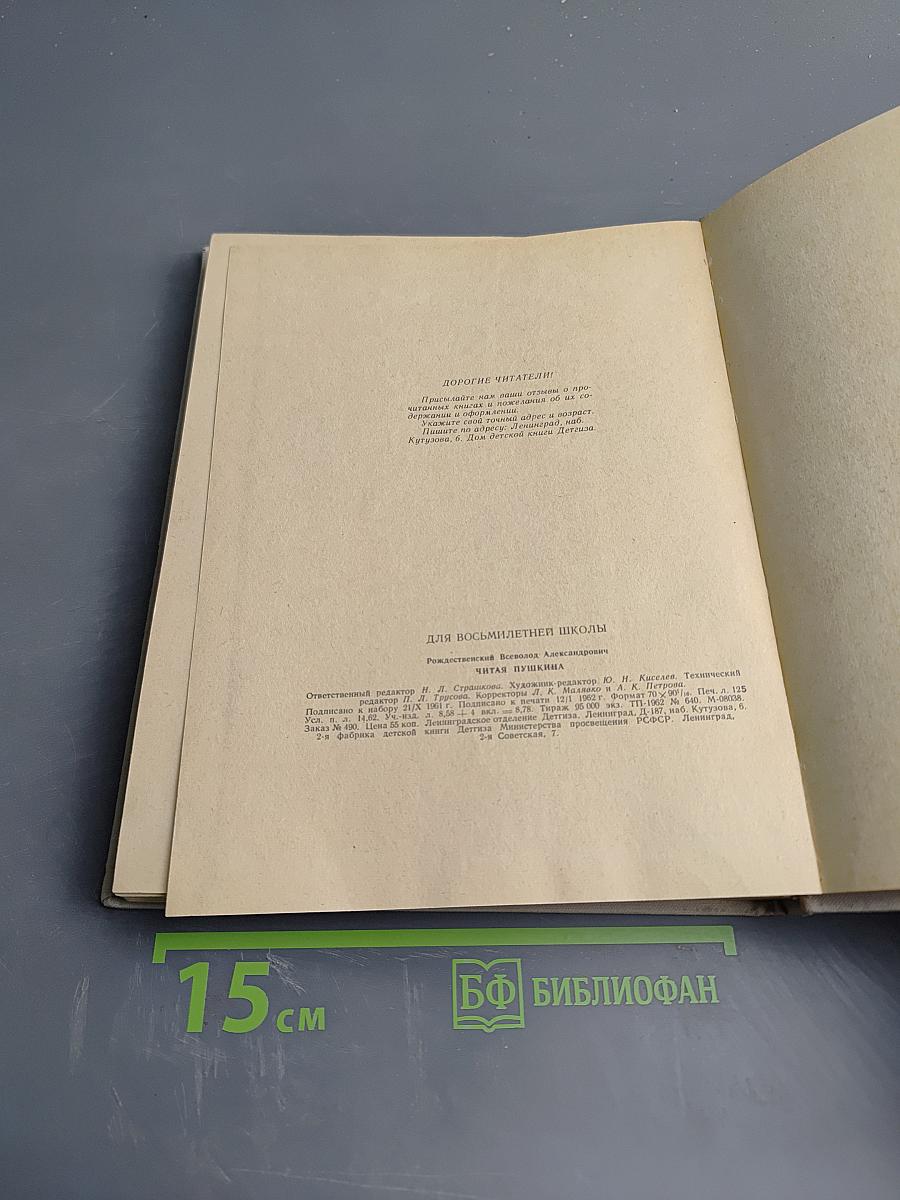 ДОРОГИЕ ЧИТАТЕЛИ!
Присылайте нам ваши отзывы о про-
читанных книгах и пожелания об их со-
держании и оформлении.
Укажите свой точный адрес и возраст.
Пишите по адресу: Ленинград, наб.
Кутузова, 6. Дом детской книги Детгиза.
ДЛЯ ВОСЬМИЛЕТНЕЙ ШКОЛЫ
Рождественский Всеволод Александрович
ЧИТАЯ ПУШКИНА
Ответственный редактор Н. Л. Страшкова. Художник-редактор Ю. Н. Киселев. Технический
редактор П. Л. Трусова. Корректоры Л. К. Малявко и А. К. Петрова.
Подписано к набору 21/X 1961 г. Подписано к печати 12/I 1962 г. Формат 70 × 90¹/₁₆. Печ. л. 125
Усл. п. л. 14,62. Уч.-изд. л. 8,58 + 4 вкл. = 8,78. Тираж 95 000 экз. ТП-1962 № 640. М-08038.
Заказ № 490. Цена 55 коп. Ленинградское отделение Детгиза. Ленинград, Д-187, наб. Кутузова, 6.
2-я фабрика детской книги Детгиза Министерства просвещения РСФСР. Ленинград,
2-я Советская, 7.
15 см
БФ БИБЛИОФАН